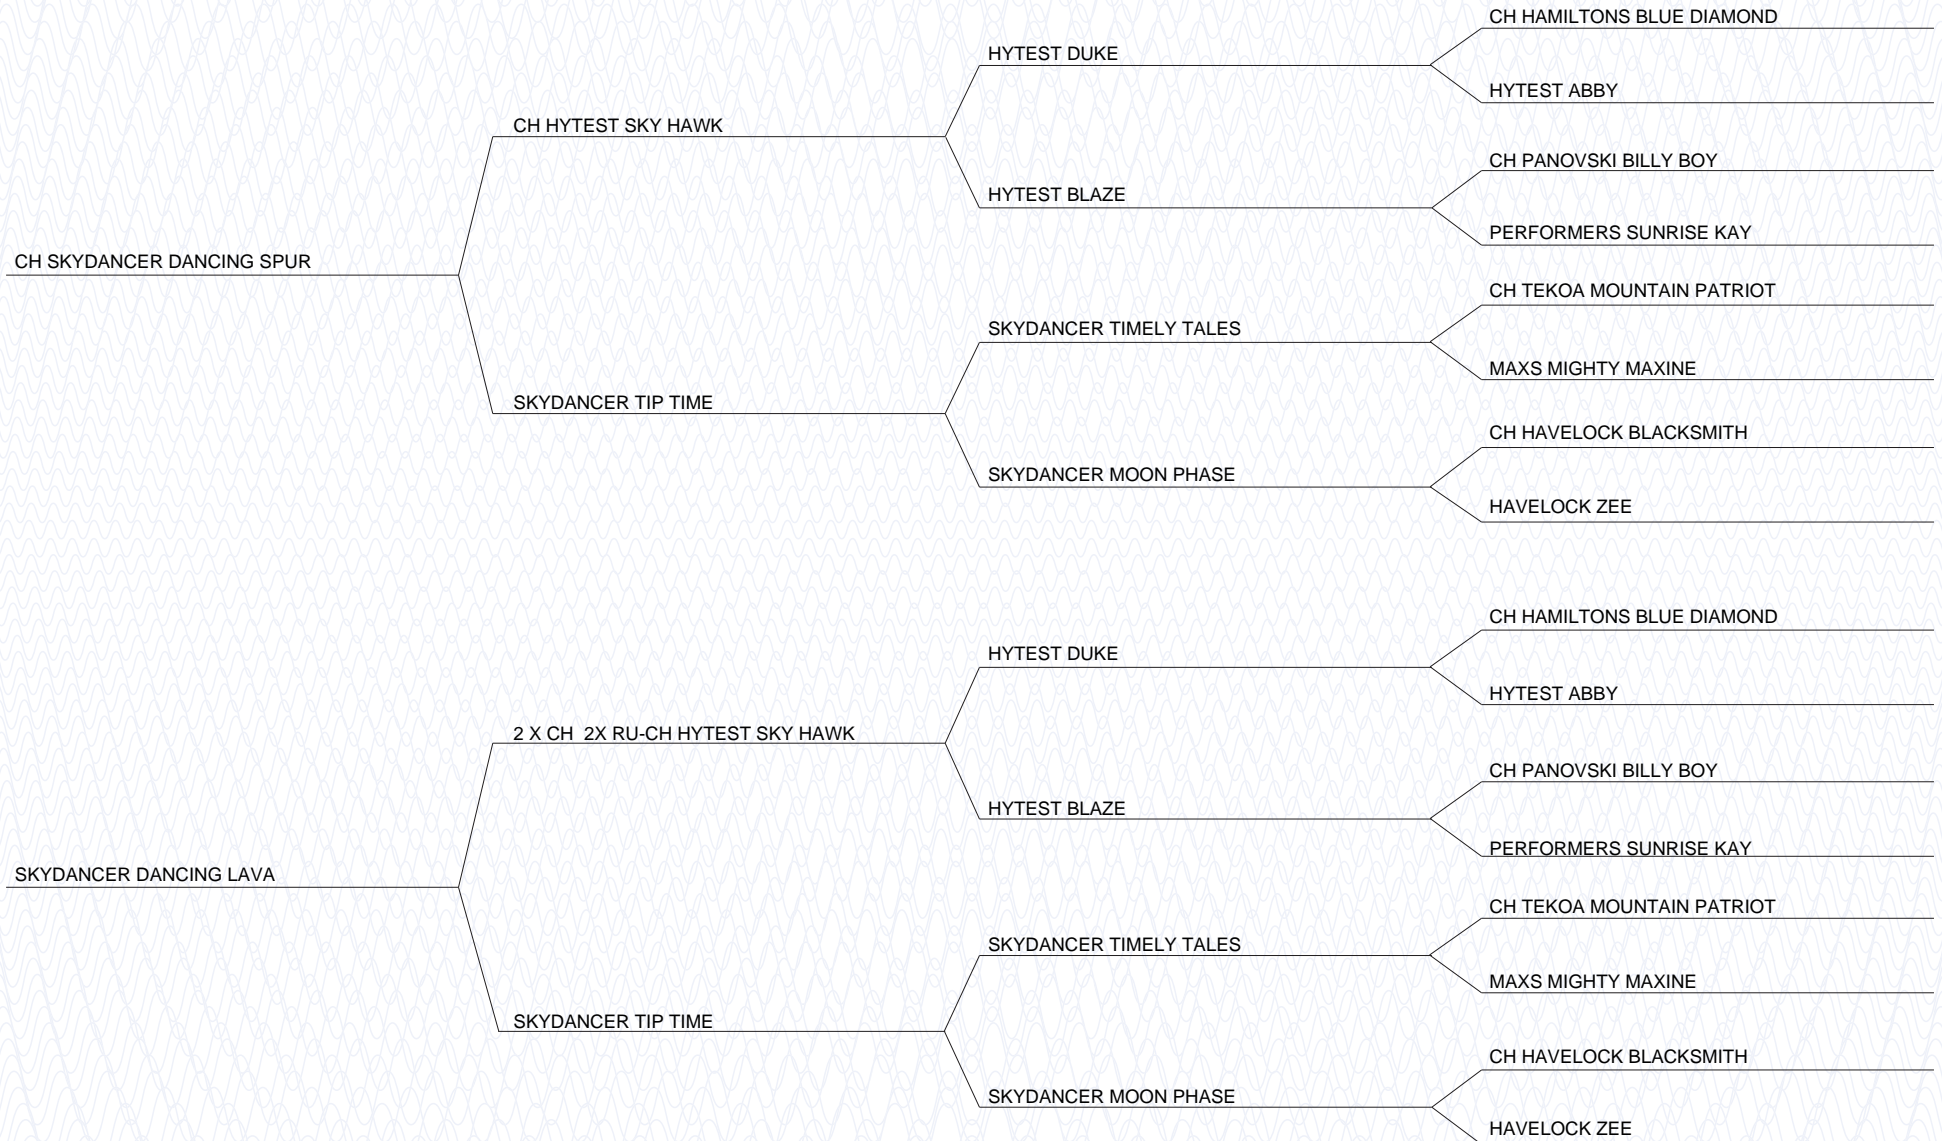 CH HAMILTONS BLUE DIAMOND
HYTEST DUKE
HYTEST ABBY
CH HYTEST SKY HAWK
CH PANOVSKI BILLY BOY
HYTEST BLAZE
PERFORMERS SUNRISE KAY
CH SKYDANCER DANCING SPUR
CH TEKOA MOUNTAIN PATRIOT
SKYDANCER TIMELY TALES
MAXS MIGHTY MAXINE
SKYDANCER TIP TIME
CH HAVELOCK BLACKSMITH
SKYDANCER MOON PHASE
HAVELOCK ZEE
CH HAMILTONS BLUE DIAMOND
HYTEST DUKE
HYTEST ABBY
2 X CH  2X RU-CH HYTEST SKY HAWK
CH PANOVSKI BILLY BOY
HYTEST BLAZE
PERFORMERS SUNRISE KAY
SKYDANCER DANCING LAVA
CH TEKOA MOUNTAIN PATRIOT
SKYDANCER TIMELY TALES
MAXS MIGHTY MAXINE
SKYDANCER TIP TIME
CH HAVELOCK BLACKSMITH
SKYDANCER MOON PHASE
HAVELOCK ZEE